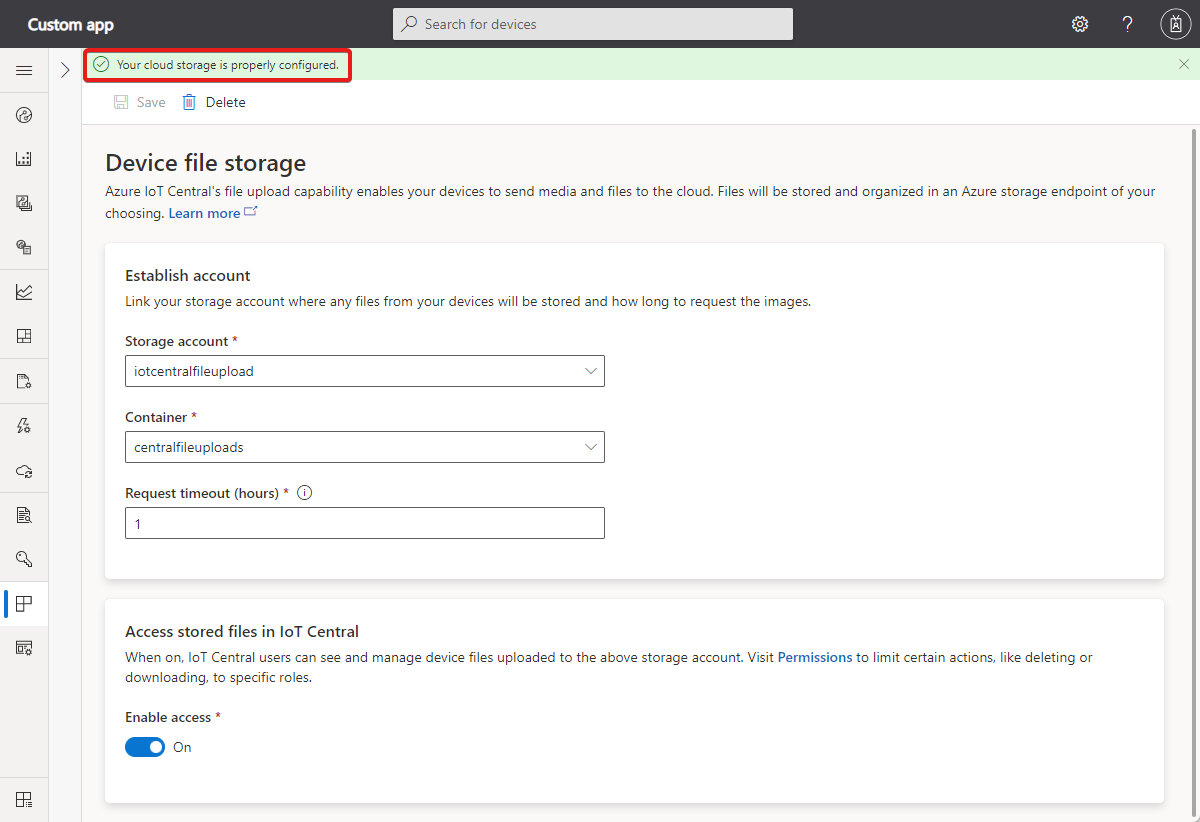 Custom app
Search for devices
?
Your cloud storage is properly configured.
Save
Delete
Device file storage
Azure IoT Central's file upload capability enables your devices to send media and files to the cloud. Files will be stored and organized in an Azure storage endpoint of your
choosing. Learn more
Establish account
Link your storage account where any files from your devices will be stored and how long to request the images.
Storage account *
iotcentralfileupload
Container *
centralfileuploads
Request timeout (hours) *
1
Access stored files in IoT Central
When on, IoT Central users can see and manage device files uploaded to the above storage account. Visit Permissions to limit certain actions, like deleting or
downloading, to specific roles.
Enable access *
On